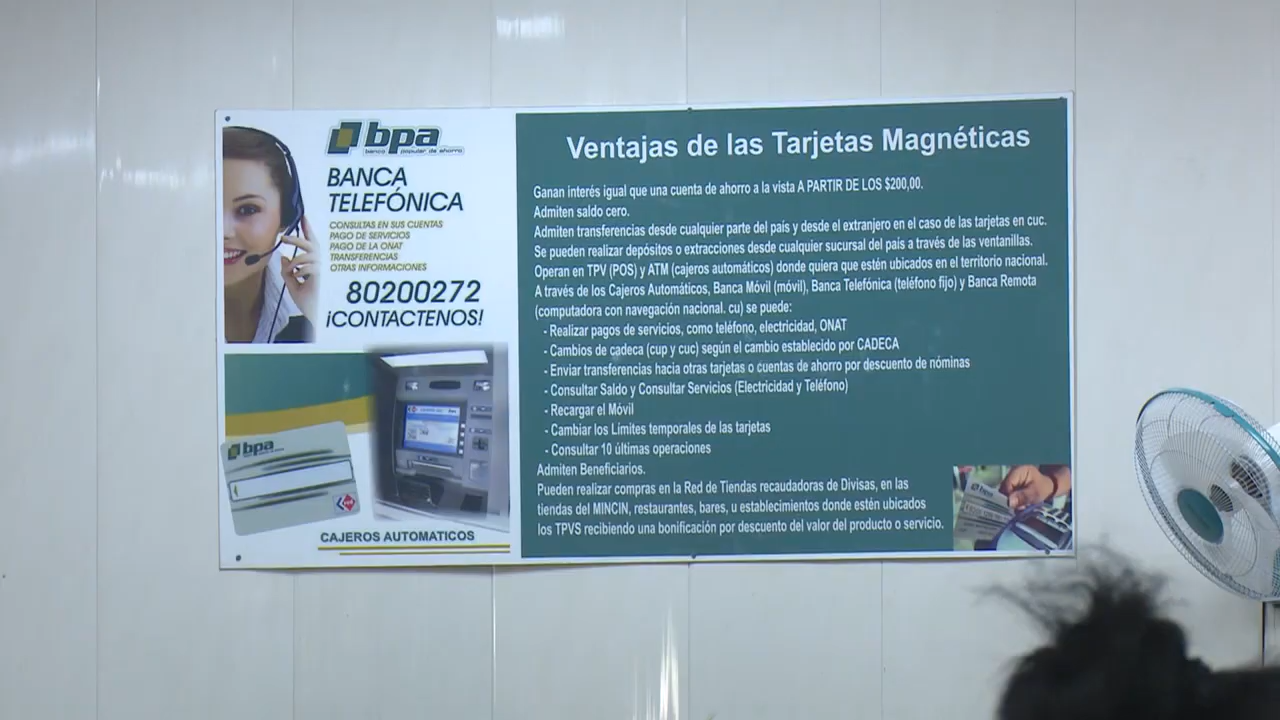 bpa
banco popular de ahorro
BANCA
TELEFÓNICA
CONSULTAS EN SUS CUENTAS
PAGO DE SERVICIOS
PAGO DE LA ONAT
TRANSFERENCIAS
OTRAS INFORMACIONES
80200272
¡CONTACTENOS!
bpa
CAJEROS AUTOMATICOS
Ventajas de las Tarjetas Magnéticas
Ganan interés igual que una cuenta de ahorro a la vista A PARTIR DE LOS $200,00.
Admiten saldo cero.
Admiten transferencias desde cualquier parte del país y desde el extranjero en el caso de las tarjetas en cuc.
Se pueden realizar depósitos o extracciones desde cualquier sucursal del país a través de las ventanillas.
Operan en TPV (POS) y ATM (cajeros automáticos) donde quiera que estén ubicados en el territorio nacional.
A través de los Cajeros Automáticos, Banca Móvil (móvil), Banca Telefónica (teléfono fijo) y Banca Remota
(computadora con navegación nacional. cu) se puede:
- Realizar pagos de servicios, como teléfono, electricidad, ONAT
- Cambios de cadeca (cup y cuc) según el cambio establecido por CADECA
- Enviar transferencias hacia otras tarjetas o cuentas de ahorro por descuento de nóminas
- Consultar Saldo y Consultar Servicios (Electricidad y Teléfono)
- Recargar el Móvil
- Cambiar los Limites temporales de las tarjetas
- Consultar 10 últimas operaciones
Admiten Beneficiarios.
Pueden realizar compras en la Red de Tiendas recaudadoras de Divisas, en las
tiendas del MINCIN, restaurantes, bares, u establecimientos donde estén ubicados
los TPVS recibiendo una bonificación por descuento del valor del producto o servicio.
bpa